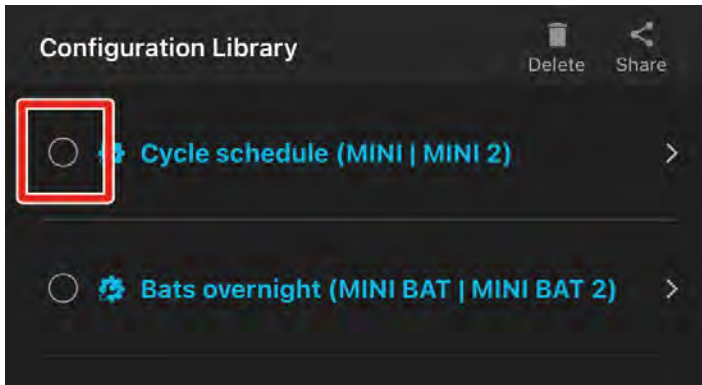 Configuration Library
Delete Share
Cycle schedule (MINI | MINI 2)
Bats overnight (MINI BAT | MINI BAT 2)